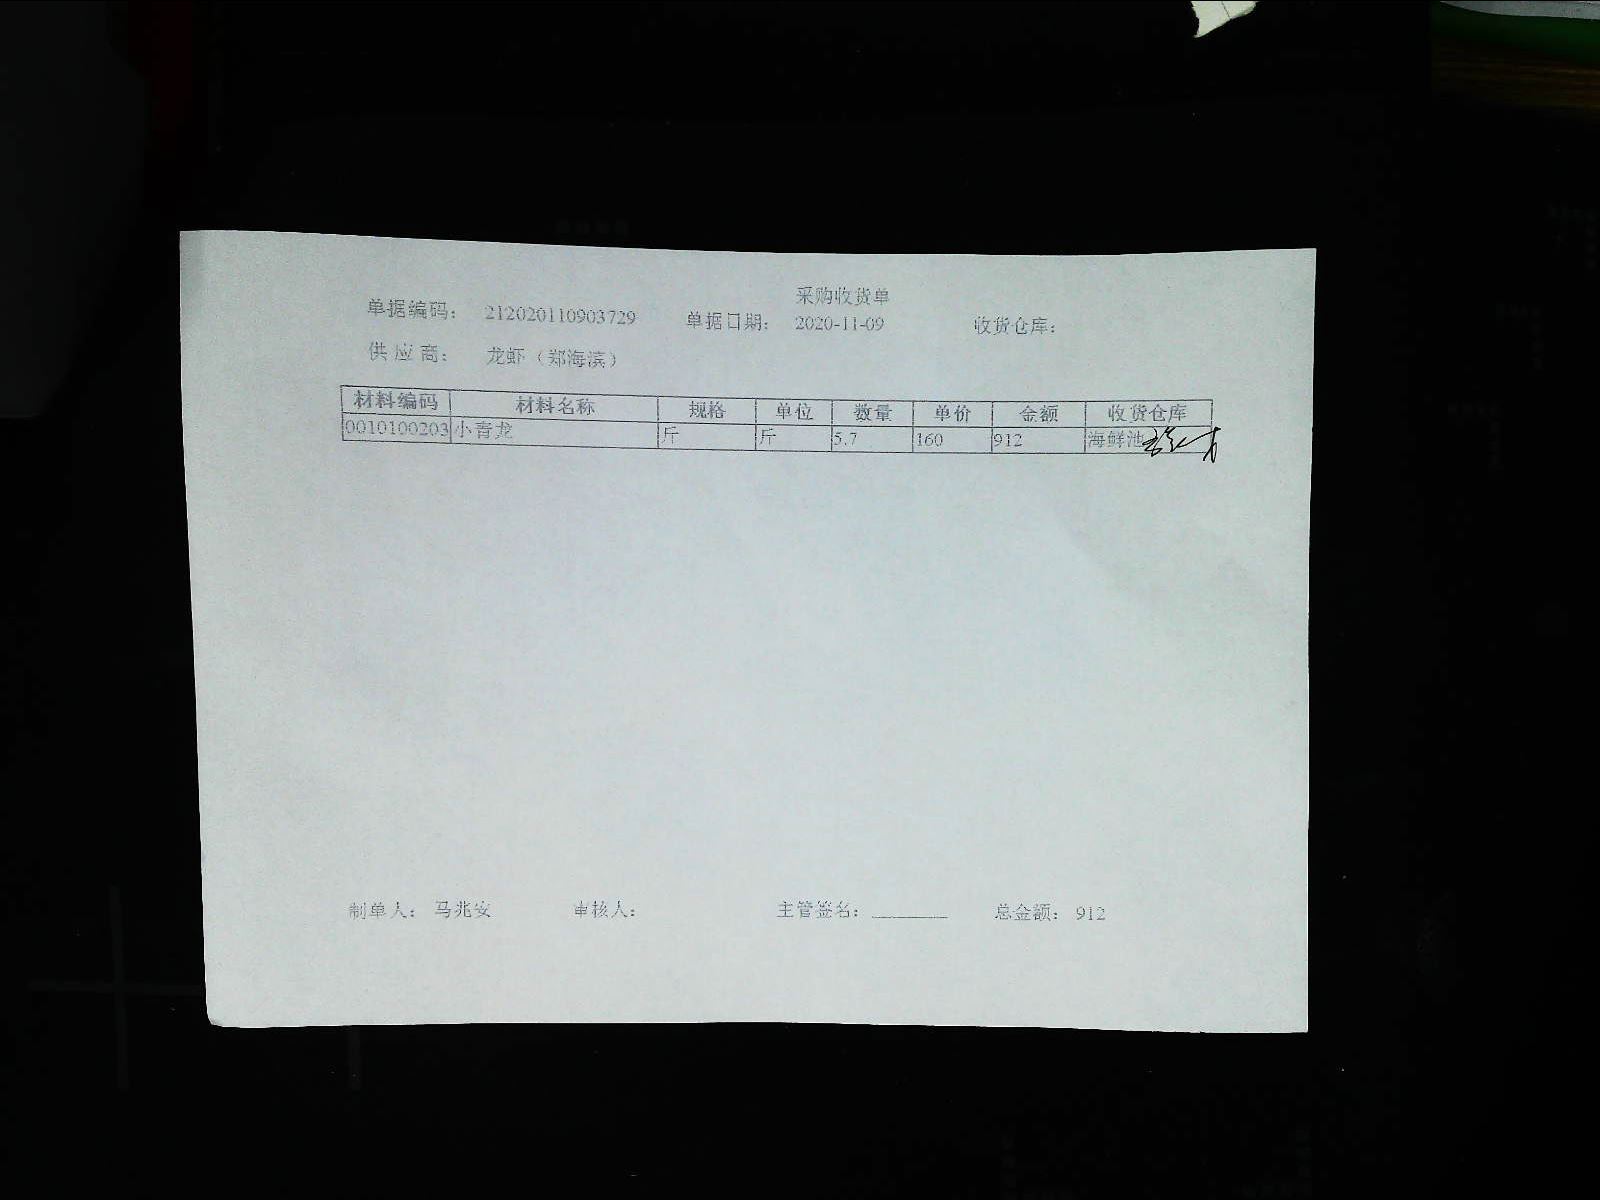 采购收货单
单据编码： 212020110903729 单据日期： 2020-11-09 收货仓库：
供应商： 龙虾（郑海滨）
材料编码 材料名称 规格 单位 数量 单价 金额 收货仓库
0010100203 小青龙 斤 斤 5.7 160 912 海鲜池
制单人： 马兆安 审核人： 主管签名： 总金额： 912